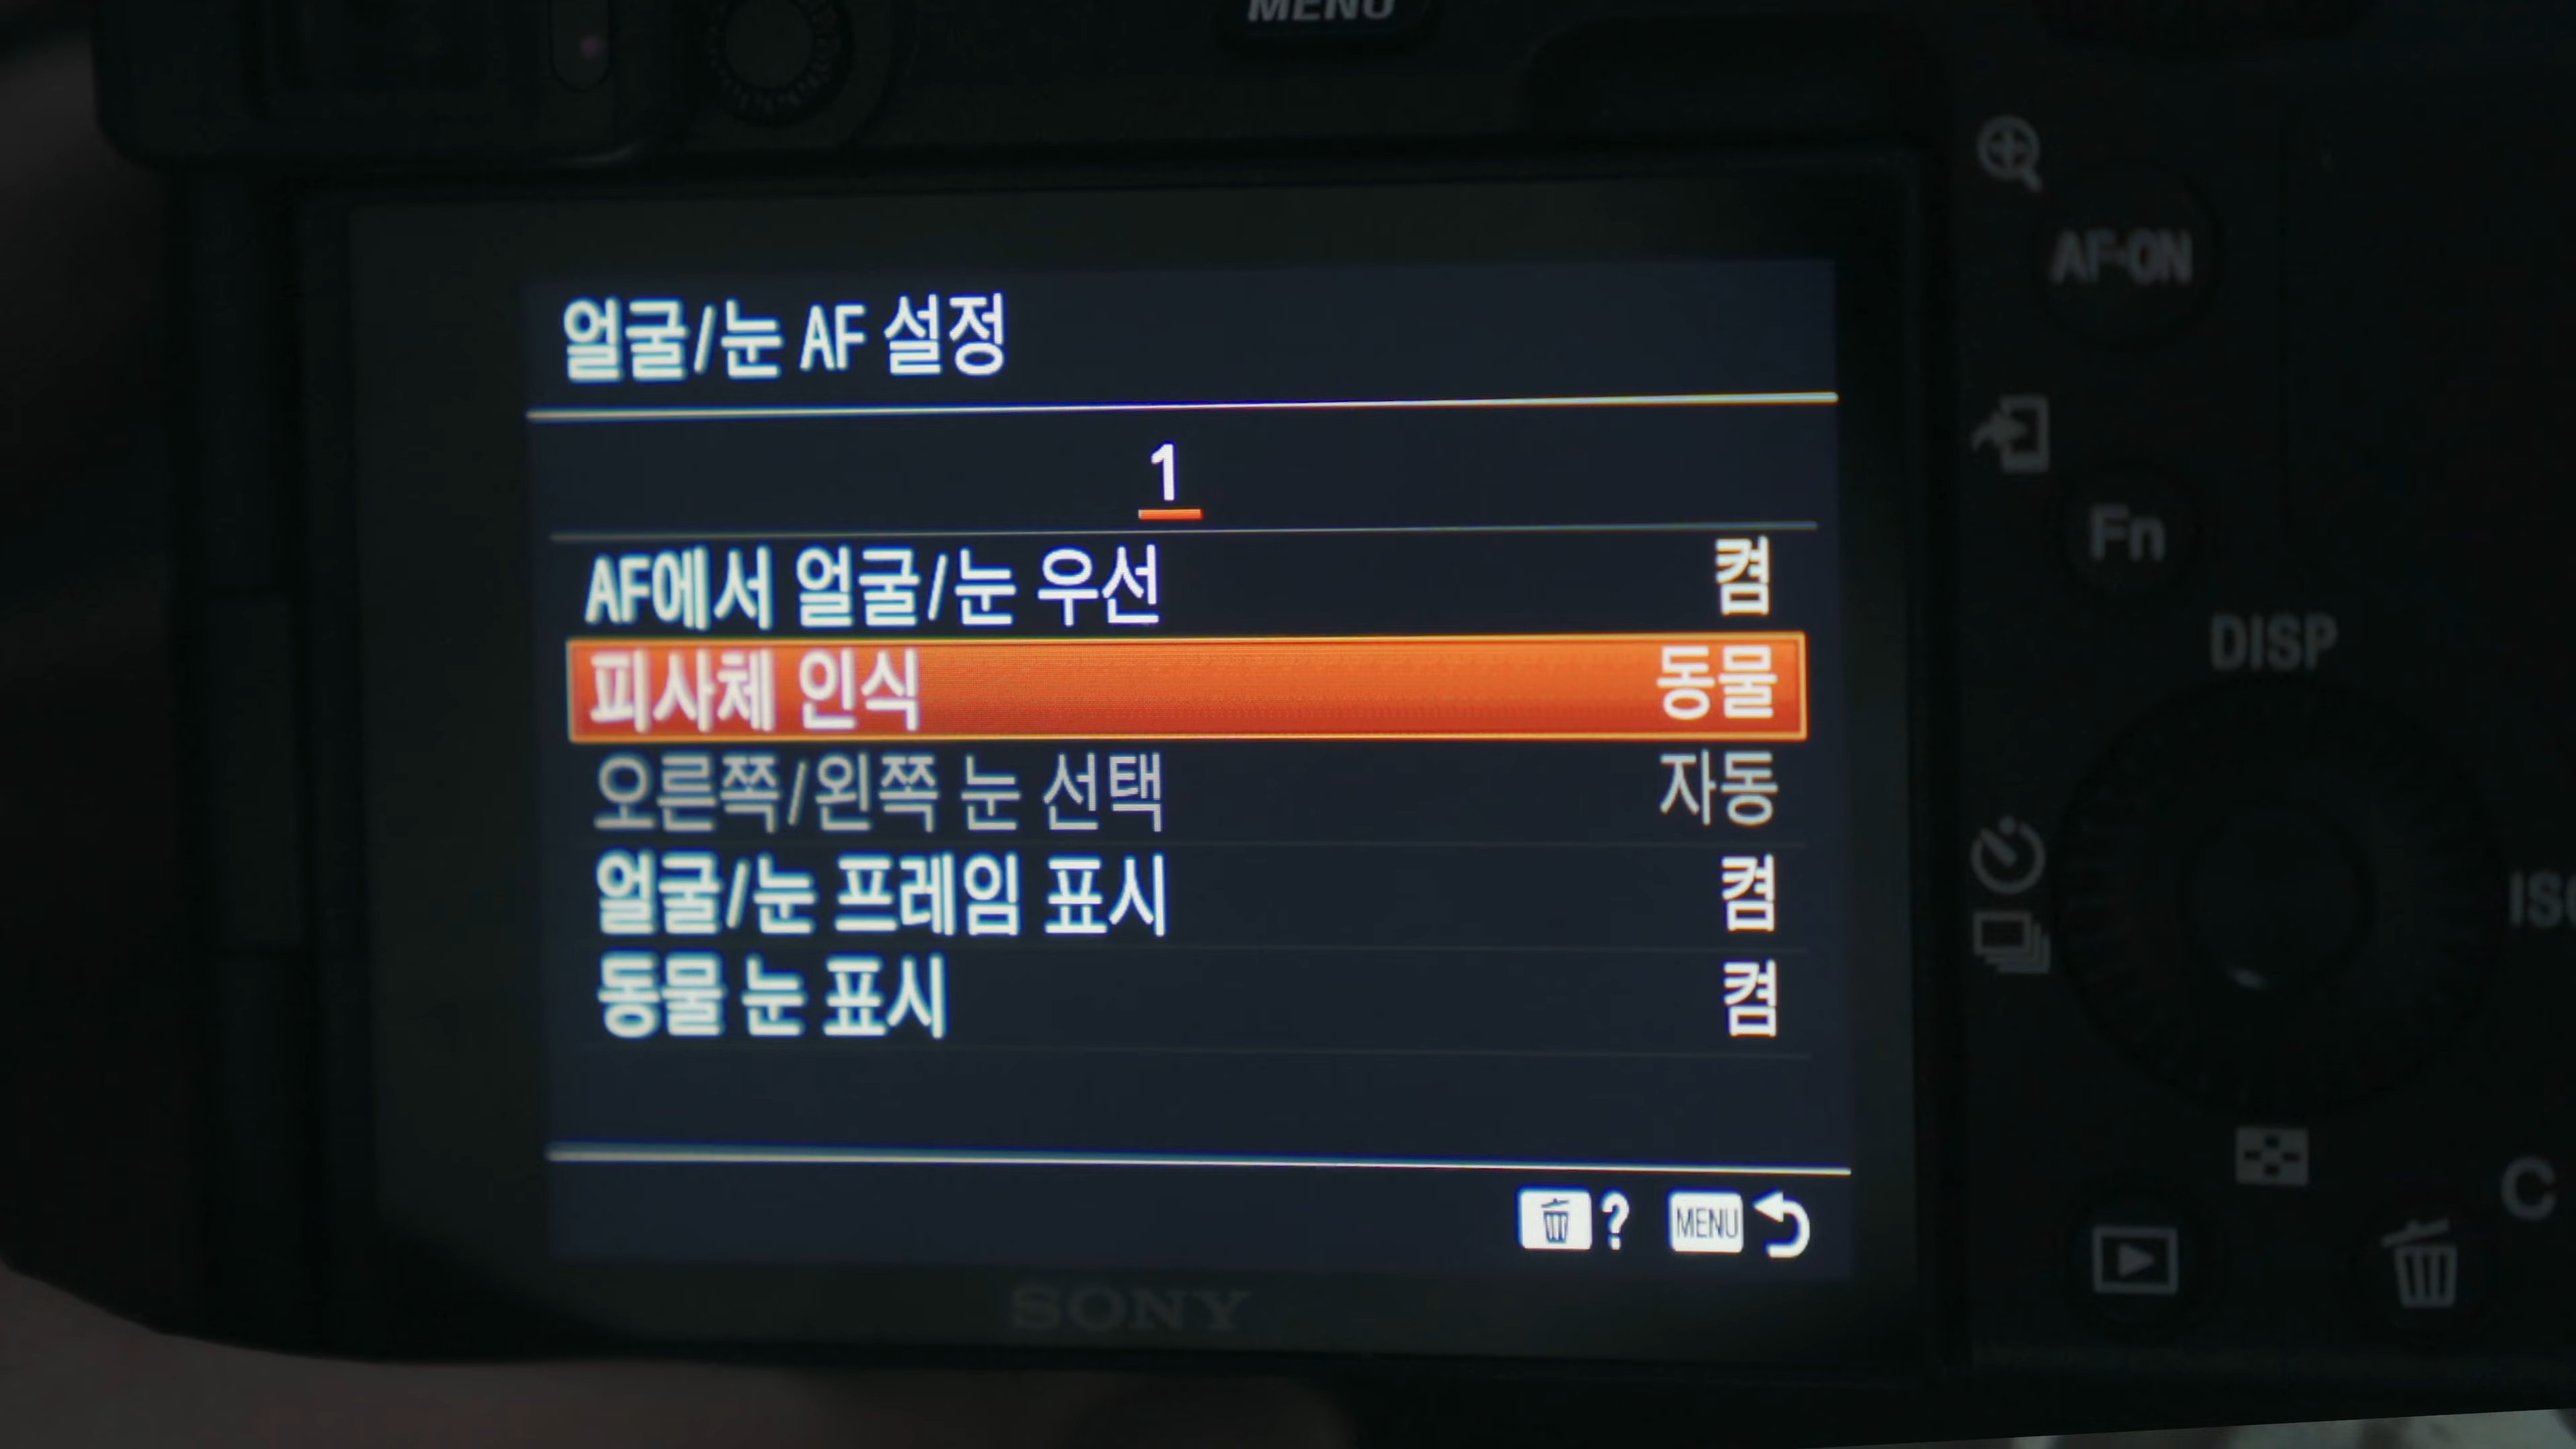 MENU
얼굴/눈 AF 설정
1
AF에서 얼굴/눈 우선 켬
피사체 인식 동물
오른쪽/왼쪽 눈 선택 자동
얼굴/눈 프레임 표시 켬
동물 눈 표시 켬
? MENU
SONY
AF-ON
Fn
DISP
ISO
C